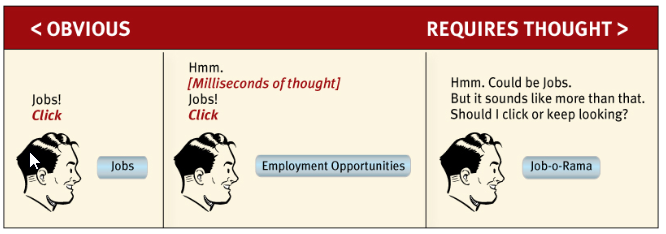 < OBVIOUS
REQUIRES THOUGHT >
Jobs!
Click
Jobs
Hmm.
[Milliseconds of thought]
Jobs!
Click
Employment Opportunities
Hmm. Could be Jobs.
But it sounds like more than that.
Should I click or keep looking?
Job-o-Rama